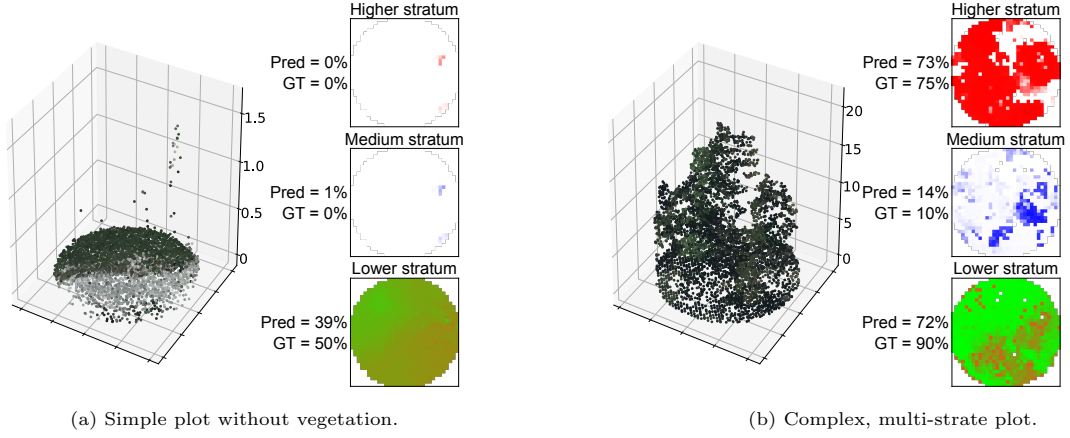 Higher stratum
Pred = 0%
GT = 0%
1.5
1.0
0.5
0
Medium stratum
Pred = 1%
GT = 0%
Lower stratum
Pred = 39%
GT = 50%
(a) Simple plot without vegetation.
Higher stratum
Pred = 73%
GT = 75%
20
15
10
5
0
Medium stratum
Pred = 14%
GT = 10%
Lower stratum
Pred = 72%
GT = 90%
(b) Complex, multi-strate plot.